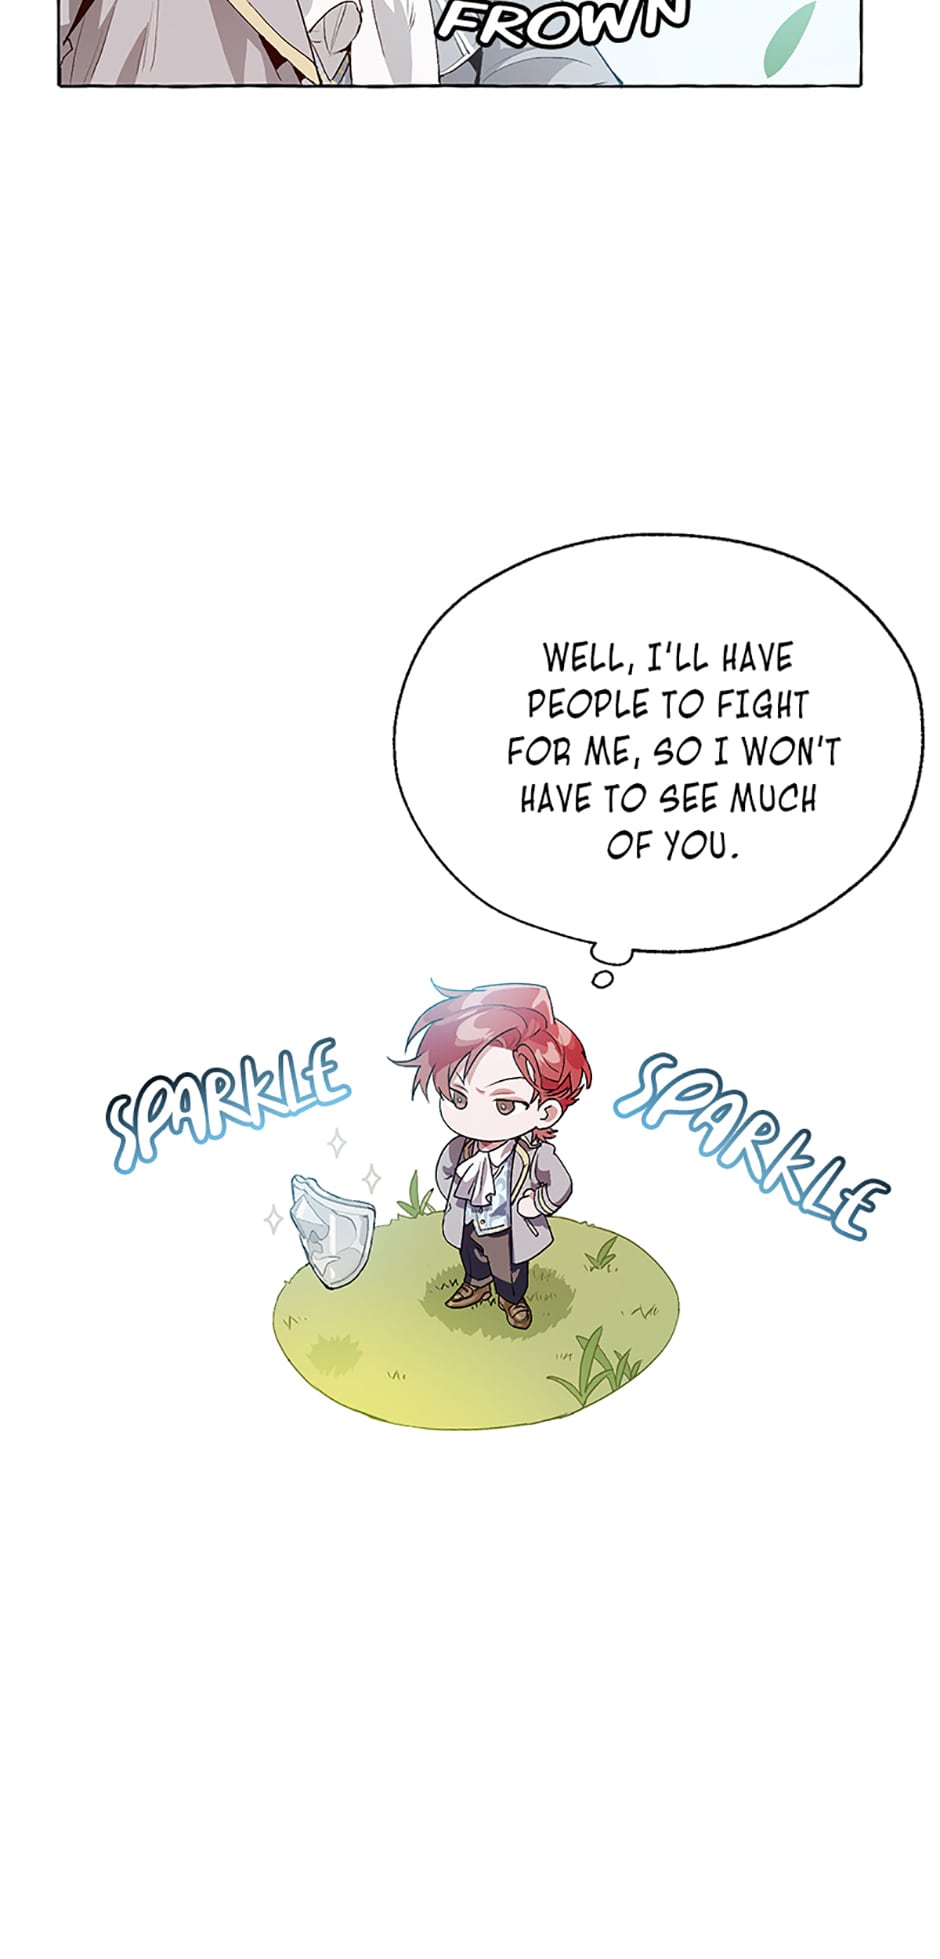 FROWN
WELL, I'LL HAVE
PEOPLE TO FIGHT
FOR ME, SO I WON'T
HAVE TO SEE MUCH
OF YOU.
SPARKLE
SPARKLE